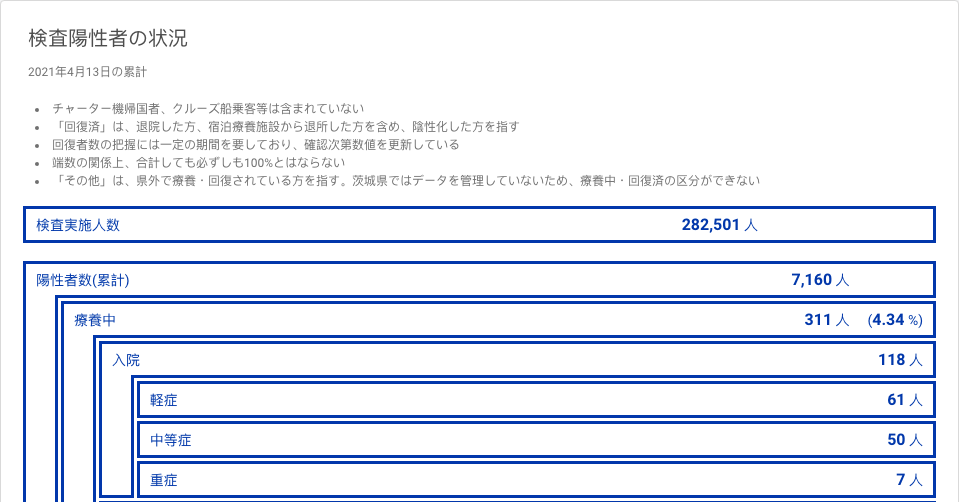 検査陽性者の状況
2021年4月13日の累計
• チャーター機帰国者、クルーズ船乗客等は含まれていない
• 「回復済」は、退院した方、宿泊療養施設から退所した方を含め、陰性化した方を指す
• 回復者数の把握には一定の期間を要しており、確認次第数値を更新している
• 端数の関係上、合計しても必ずしも100%とはならない
• 「その他」は、県外で療養・回復されている方を指す。茨城県ではデータを管理していないため、療養中・回復済の区分ができない
検査実施人数 282,501 人
陽性者数(累計) 7,160 人
療養中 311 人 (4.34 %)
入院 118 人
軽症 61 人
中等症 50 人
重症 7 人